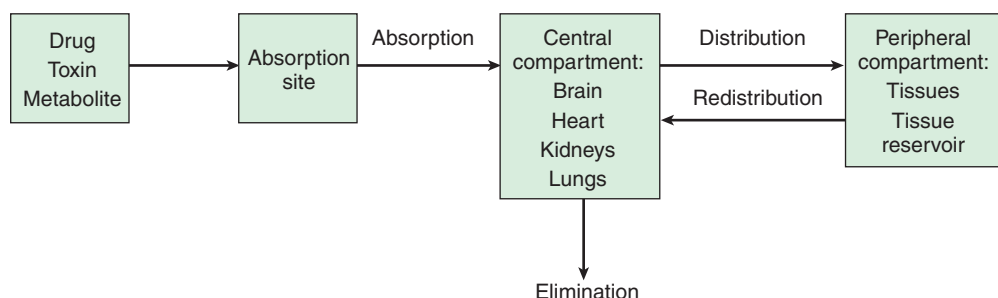 Drug
Toxin
Metabolite
Absorption
site
Absorption
Central
compartment:
Brain
Heart
Kidneys
Lungs
Distribution
Redistribution
Peripheral
compartment:
Tissues
Tissue
reservoir
Elimination